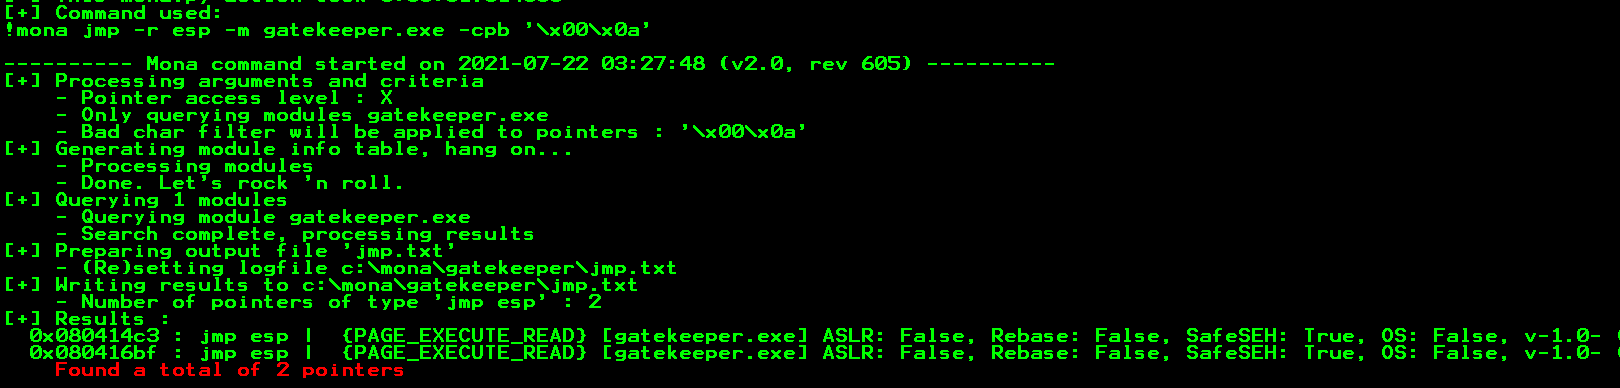 [+] Command used:
!mona jmp -r esp -m gatekeeper.exe -cpb '\x00\x0a'
---------- Mona command started on 2021-07-22 03:27:48 (v2.0, rev 605) ----------
[+] Processing arguments and criteria
    - Pointer access level : X
    - Only querying modules gatekeeper.exe
    - Bad char filter will be applied to pointers : '\x00\x0a'
[+] Generating module info table, hang on...
    - Processing modules
    - Done. Let's rock 'n roll.
[+] Querying 1 modules
    - Querying module gatekeeper.exe
    - Search complete, processing results
[+] Preparing output file 'jmp.txt'
    - (Re)setting logfile c:\mona\gatekeeper\jmp.txt
[+] Writing results to c:\mona\gatekeeper\jmp.txt
    - Number of pointers of type 'jmp esp' : 2
[+] Results :
  0x080414c3 : jmp esp |  {PAGE_EXECUTE_READ} [gatekeeper.exe] ASLR: False, Rebase: False, SafeSEH: True, OS: False, v-1.0-
  0x080416bf : jmp esp |  {PAGE_EXECUTE_READ} [gatekeeper.exe] ASLR: False, Rebase: False, SafeSEH: True, OS: False, v-1.0-
    Found a total of 2 pointers